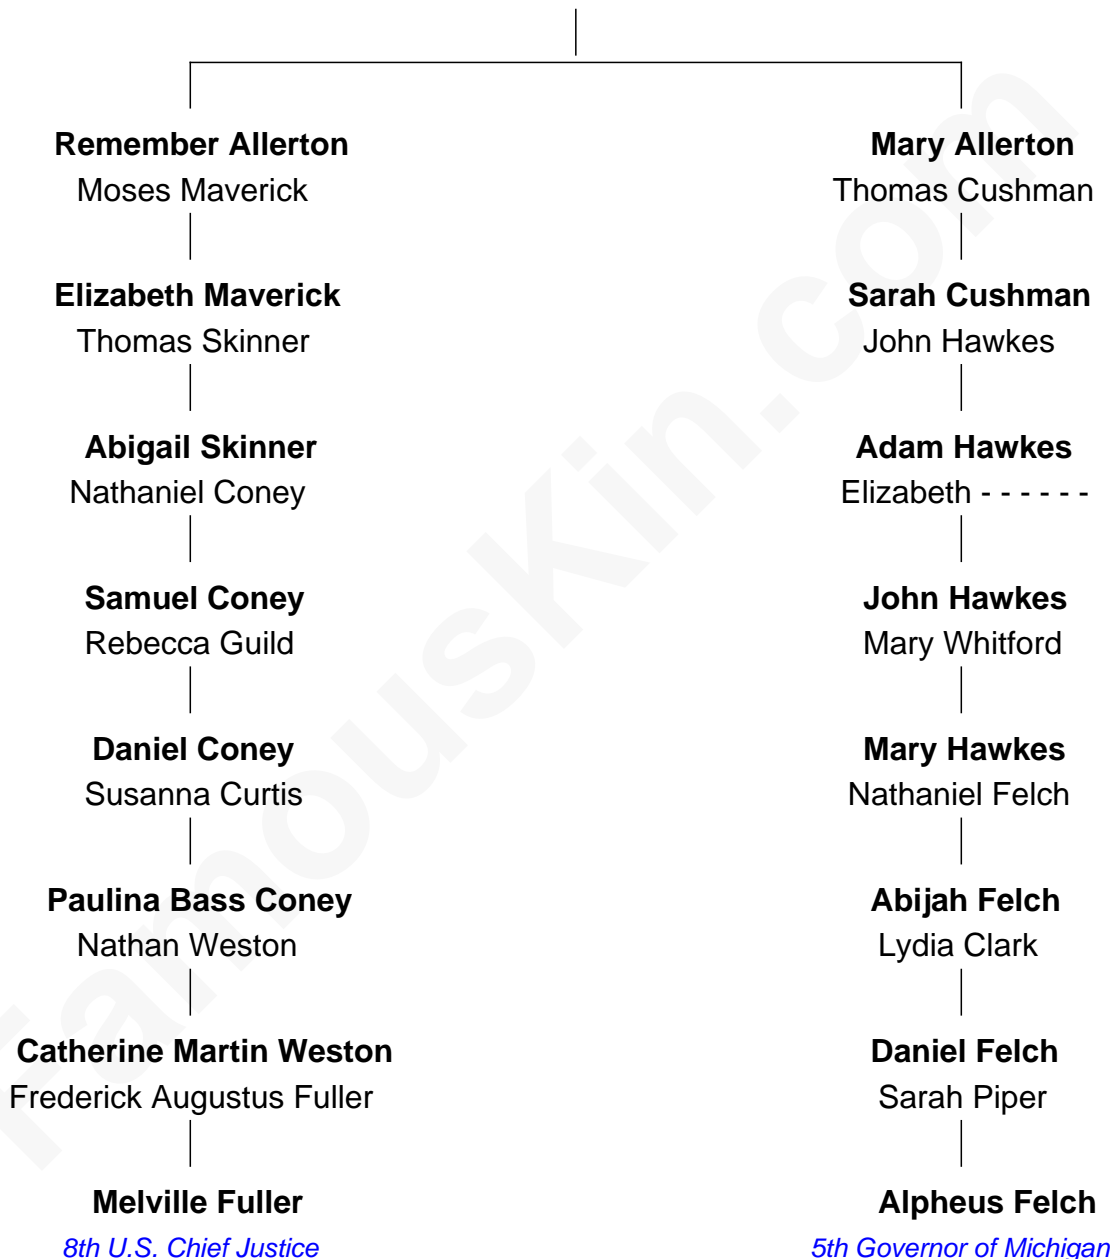 Remember Allerton
Moses Maverick
Mary Allerton
Thomas Cushman
Elizabeth Maverick
Thomas Skinner
Sarah Cushman
John Hawkes
Abigail Skinner
Nathaniel Coney
Adam Hawkes
Elizabeth - - - - - -
Samuel Coney
Rebecca Guild
John Hawkes
Mary Whitford
Daniel Coney
Susanna Curtis
Mary Hawkes
Nathaniel Felch
Paulina Bass Coney
Nathan Weston
Abijah Felch
Lydia Clark
Catherine Martin Weston
Frederick Augustus Fuller
Daniel Felch
Sarah Piper
Melville Fuller
8th U.S. Chief Justice
Alpheus Felch
5th Governor of Michigan
FamousKin.com